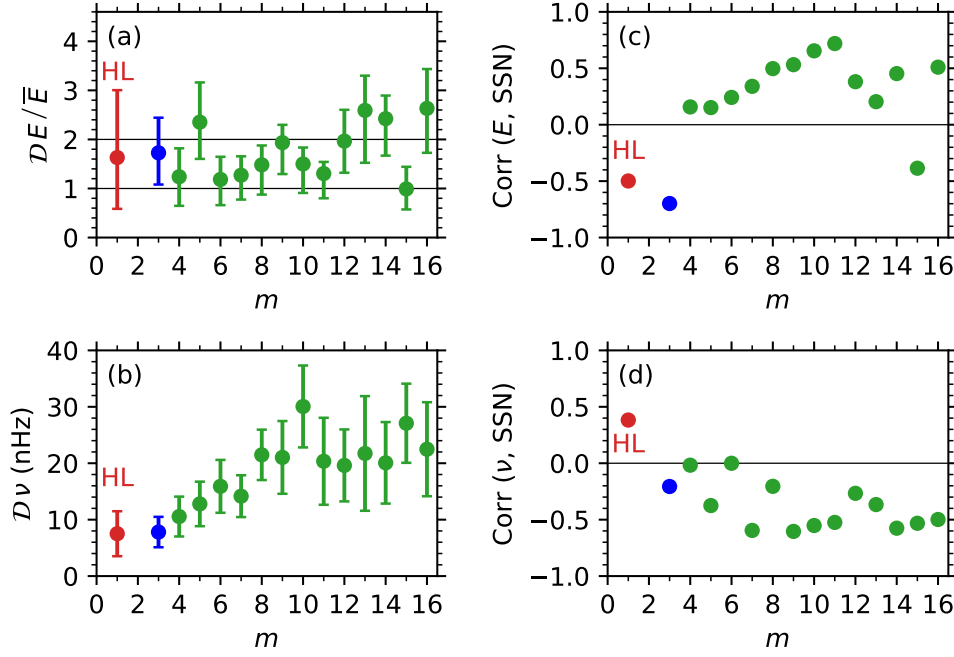 (a)
HL
𝒟E/E̅
4
3
2
1
0
0 2 4 6 8 10 12 14 16
m
(c)
HL
Corr (E, SSN)
1.0
0.5
0.0
−0.5
−1.0
0 2 4 6 8 10 12 14 16
m
(b)
HL
𝒟ν (nHz)
40
30
20
10
0
0 2 4 6 8 10 12 14 16
m
(d)
HL
Corr (ν, SSN)
1.0
0.5
0.0
−0.5
−1.0
0 2 4 6 8 10 12 14 16
m